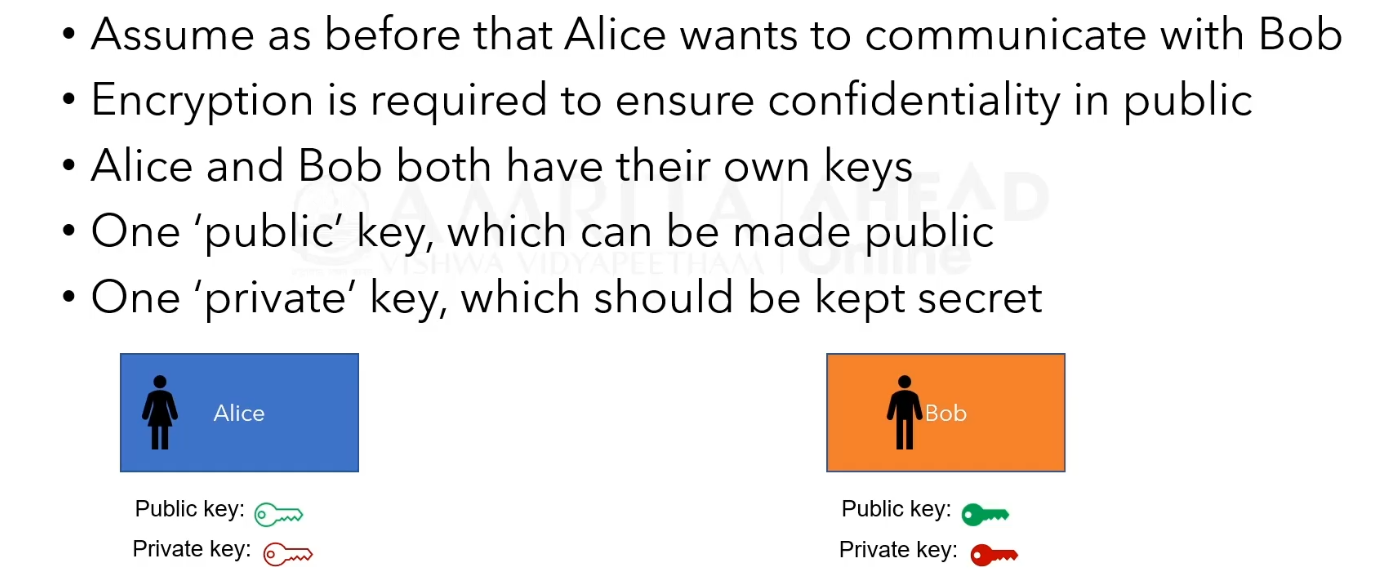 • Assume as before that Alice wants to communicate with Bob
• Encryption is required to ensure confidentiality in public
• Alice and Bob both have their own keys
AMRITA AHEAD
• One ‘public’ key, which can be made public
VISHWA VIDYAPEETHAM Online
• One ‘private’ key, which should be kept secret
Alice
Bob
Public key:
Public key:
Private key:
Private key: